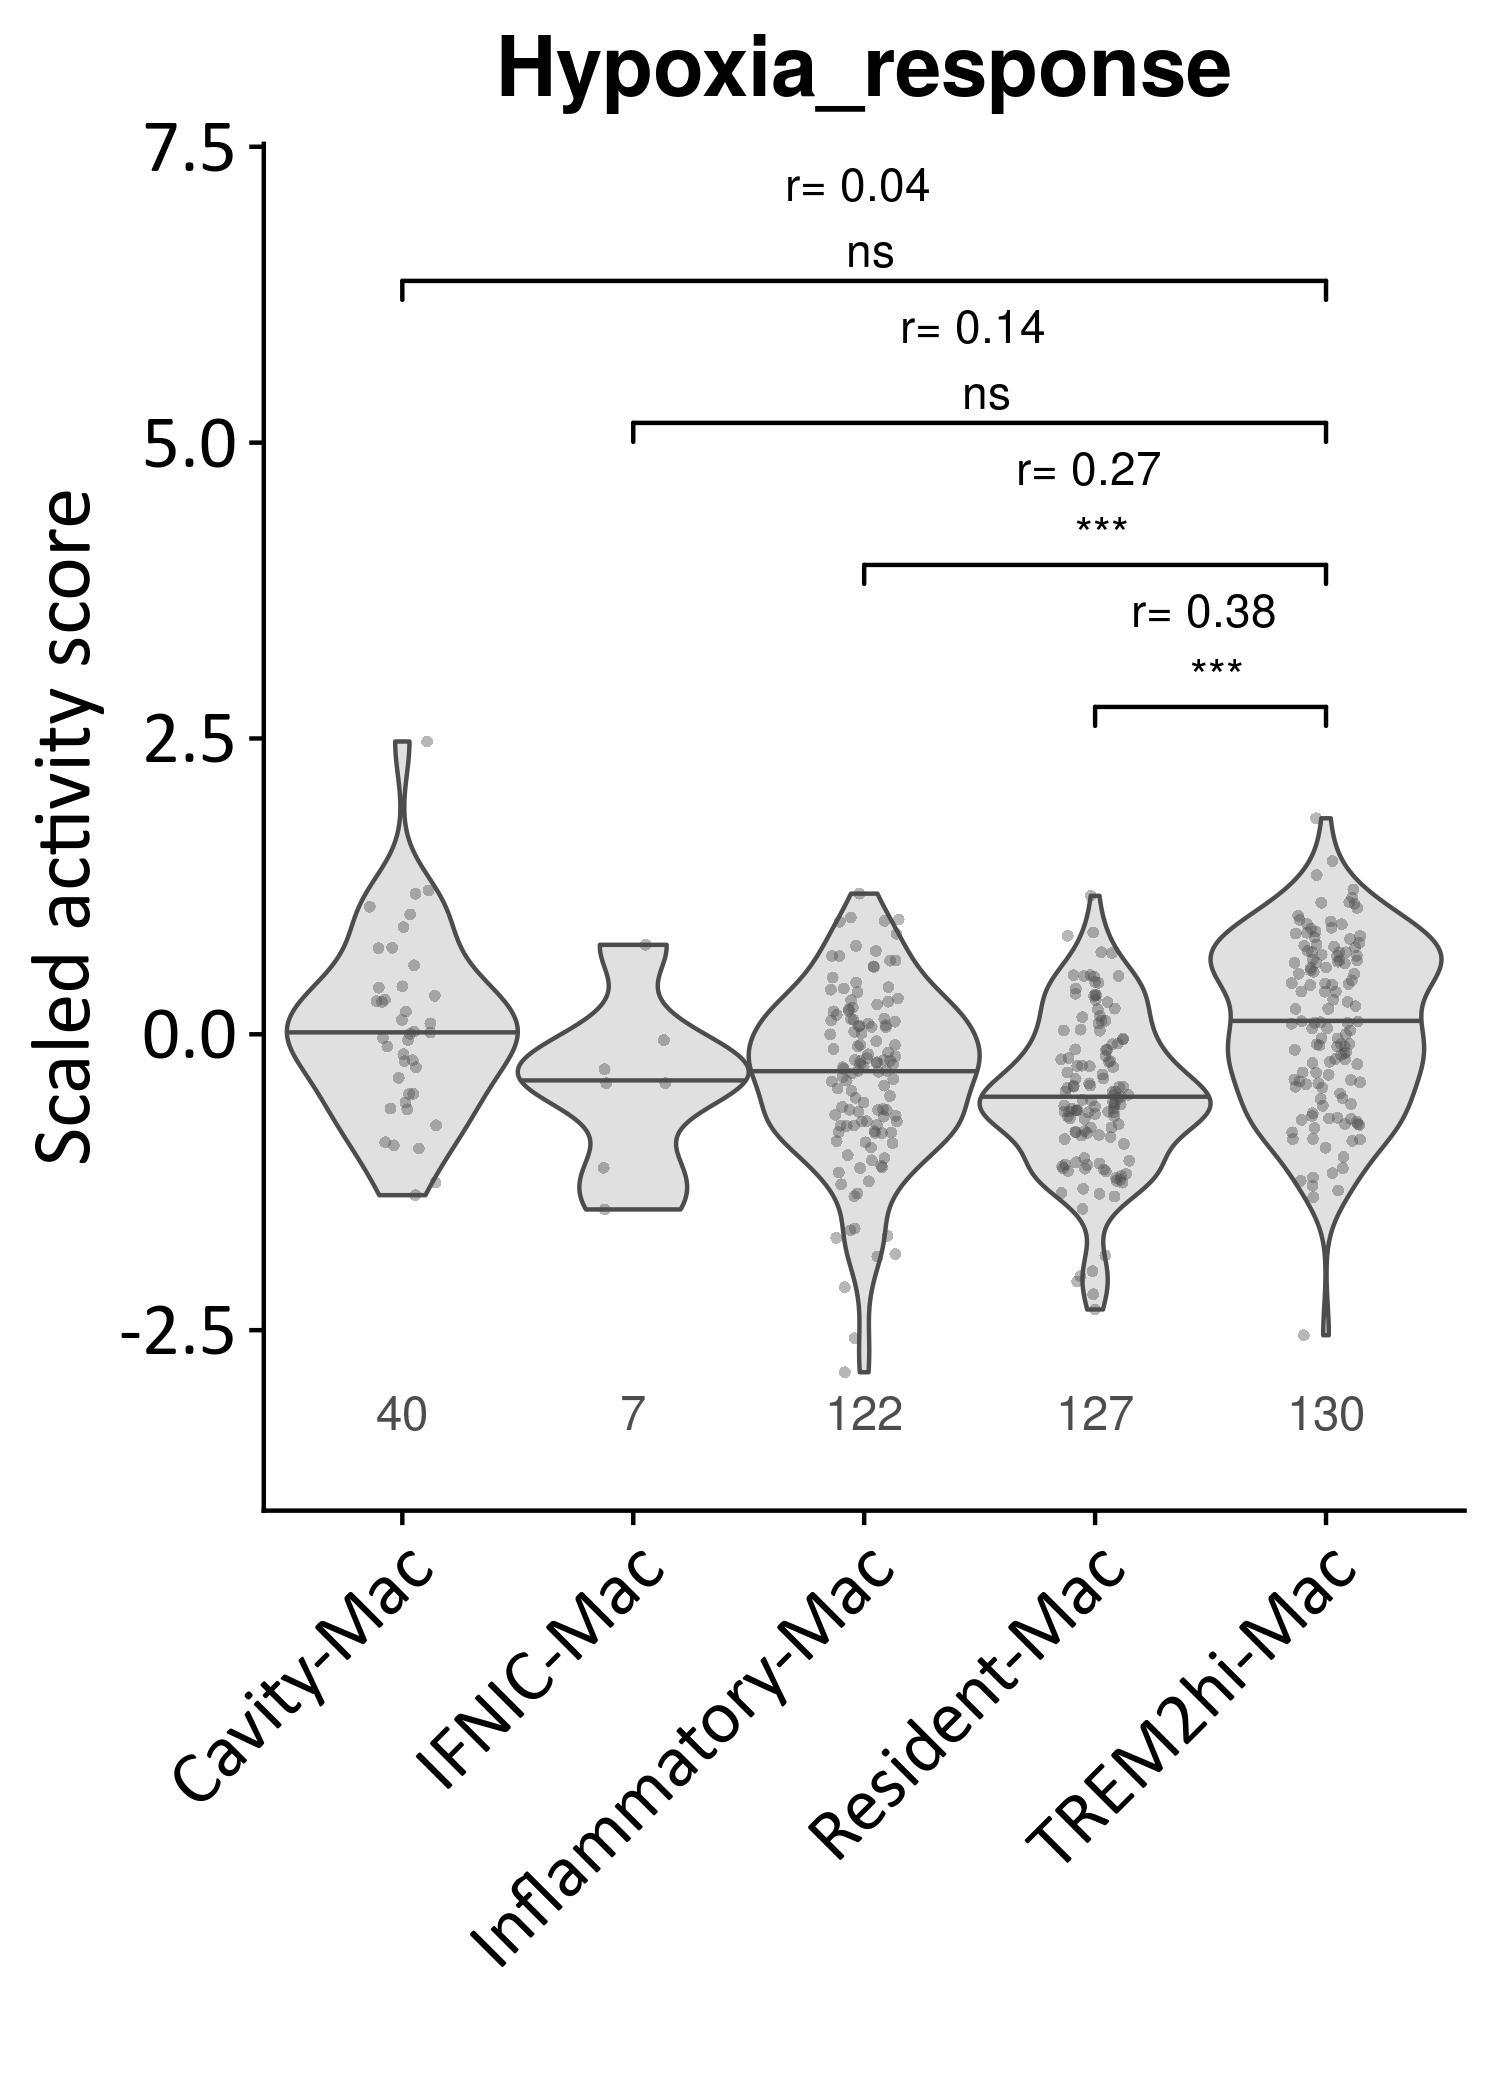 Hypoxia_response
7.5
5.0
2.5
0.0
-2.5
Scaled activity score
r= 0.04
ns
r= 0.14
ns
r= 0.27
***
r= 0.38
***
40 7 122 127 130
Cavity-Mac
IFNIC-Mac
Inflammatory-Mac
Resident-Mac
TREM2hi-Mac